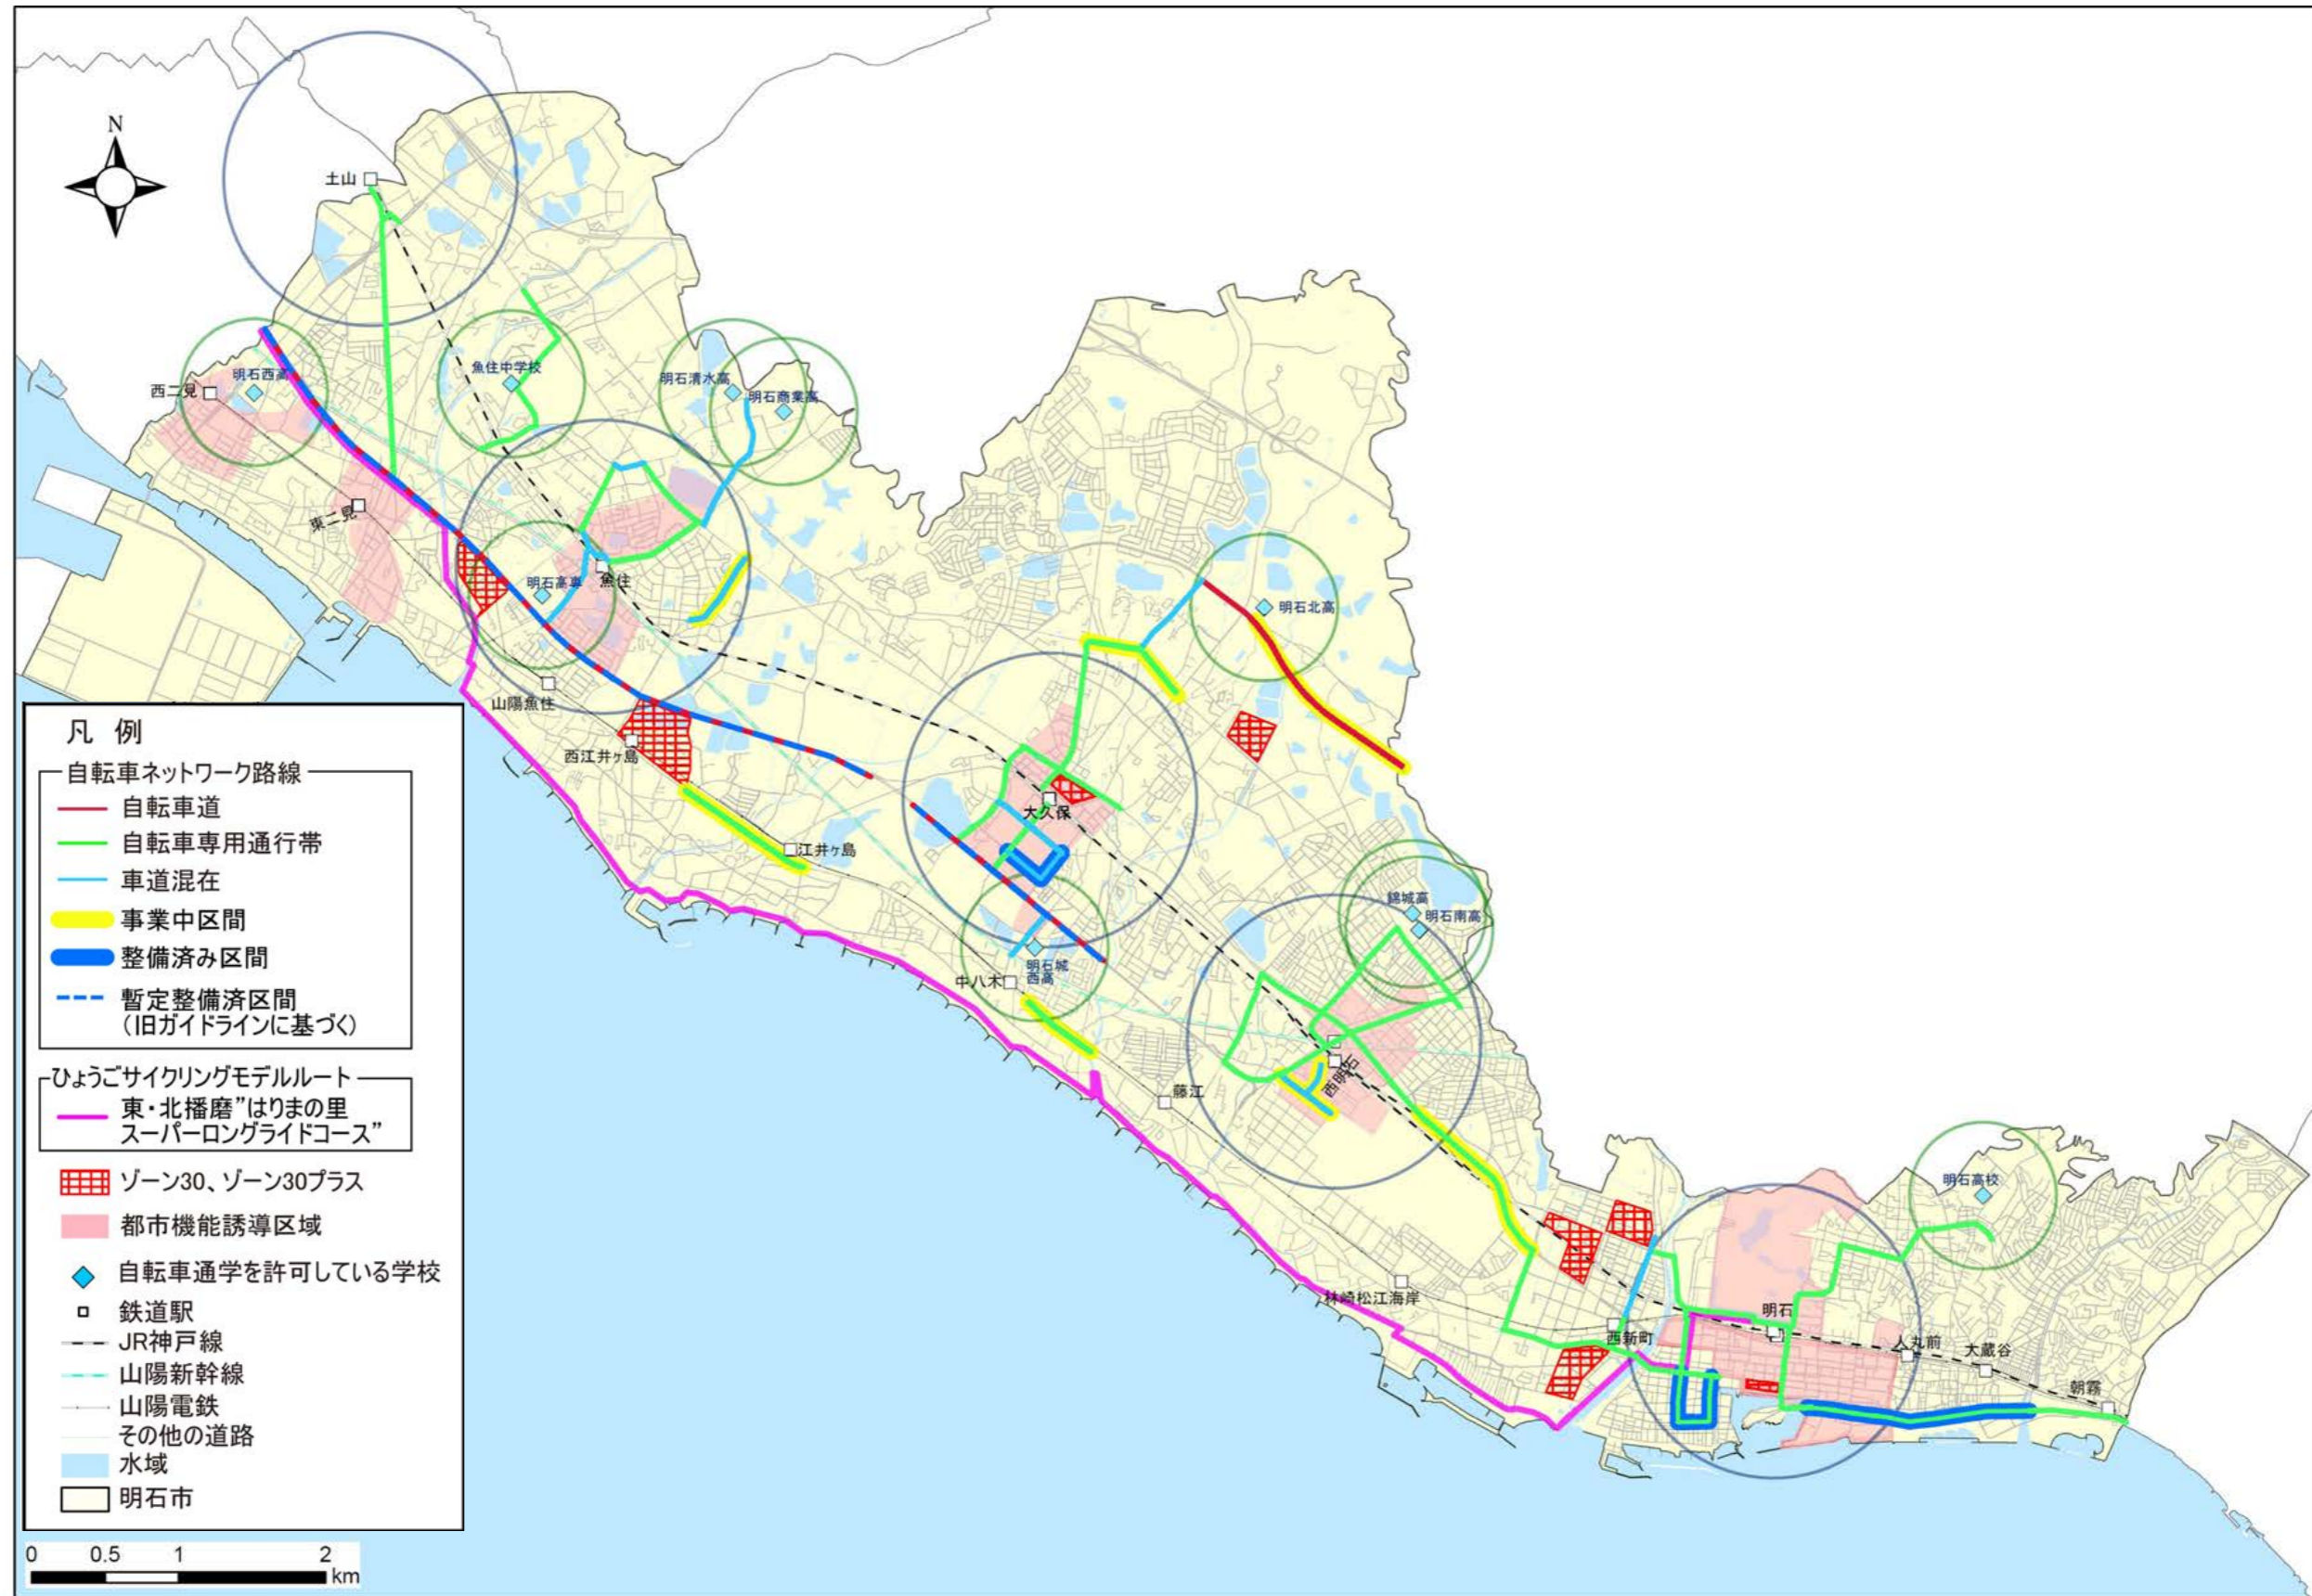 N
土山
西二見
明石西高
魚住中学校
明石清水高
明石商業高
東二見
明石高専
魚住
明石北高
山陽魚住
西江井ヶ島
大久保
江井ヶ島
錦城高
明石南高
中八木
明石城
西高
西明石
藤江
明石高校
林崎松江海岸
西新町
明石
人丸前
大蔵谷
朝霧
凡 例
自転車ネットワーク路線
自転車道
自転車専用通行帯
車道混在
事業中区間
整備済み区間
暫定整備済区間
（旧ガイドラインに基づく）
ひょうごサイクリングモデルルート
東・北播磨”はりまの里
スーパーロングライドコース”
ゾーン30、ゾーン30プラス
都市機能誘導区域
自転車通学を許可している学校
鉄道駅
JR神戸線
山陽新幹線
山陽電鉄
その他の道路
水域
明石市
0 0.5 1 2
km